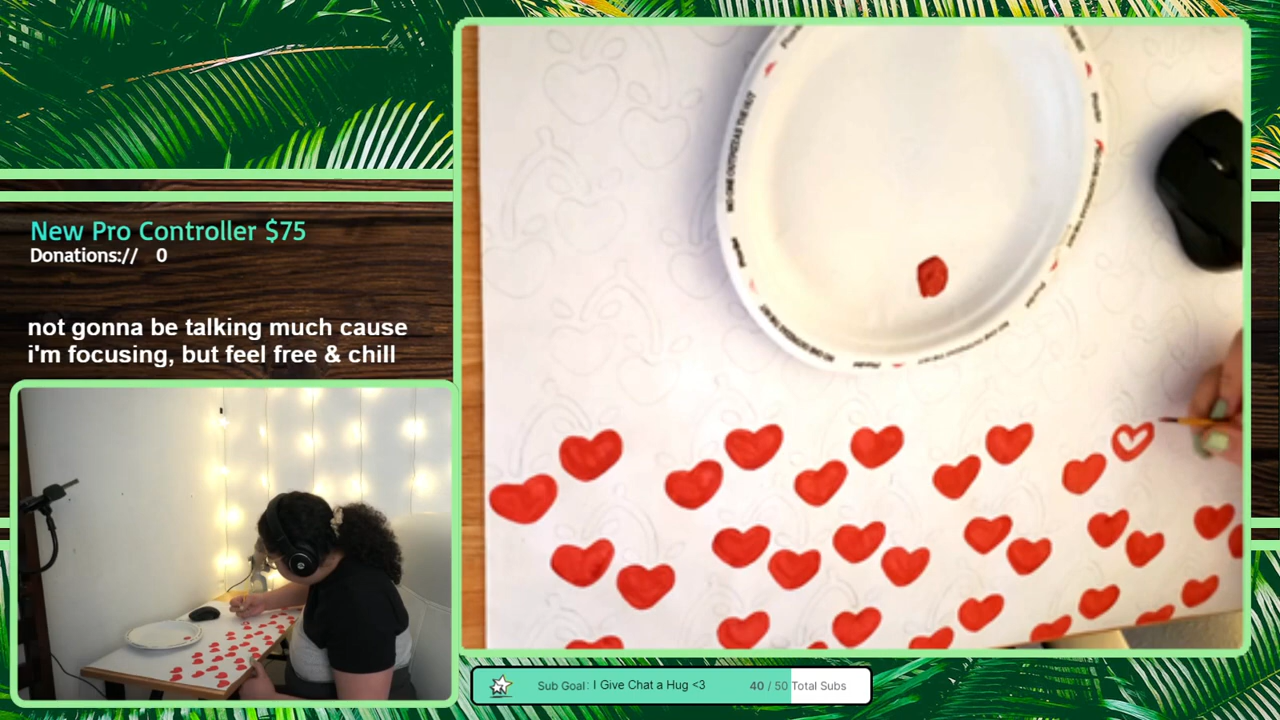 New Pro Controller $75
Donations:// 0
not gonna be talking much cause
i'm focusing, but feel free & chill
Sub Goal: I Give Chat a Hug <3 40 / 50 Total Subs